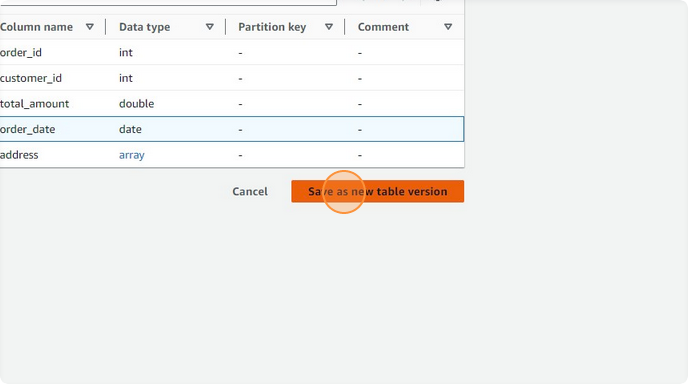 Column name Data type Partition key Comment
order_id int - -
customer_id int - -
total_amount double - -
order_date date - -
address array - -
Cancel Save as new table version